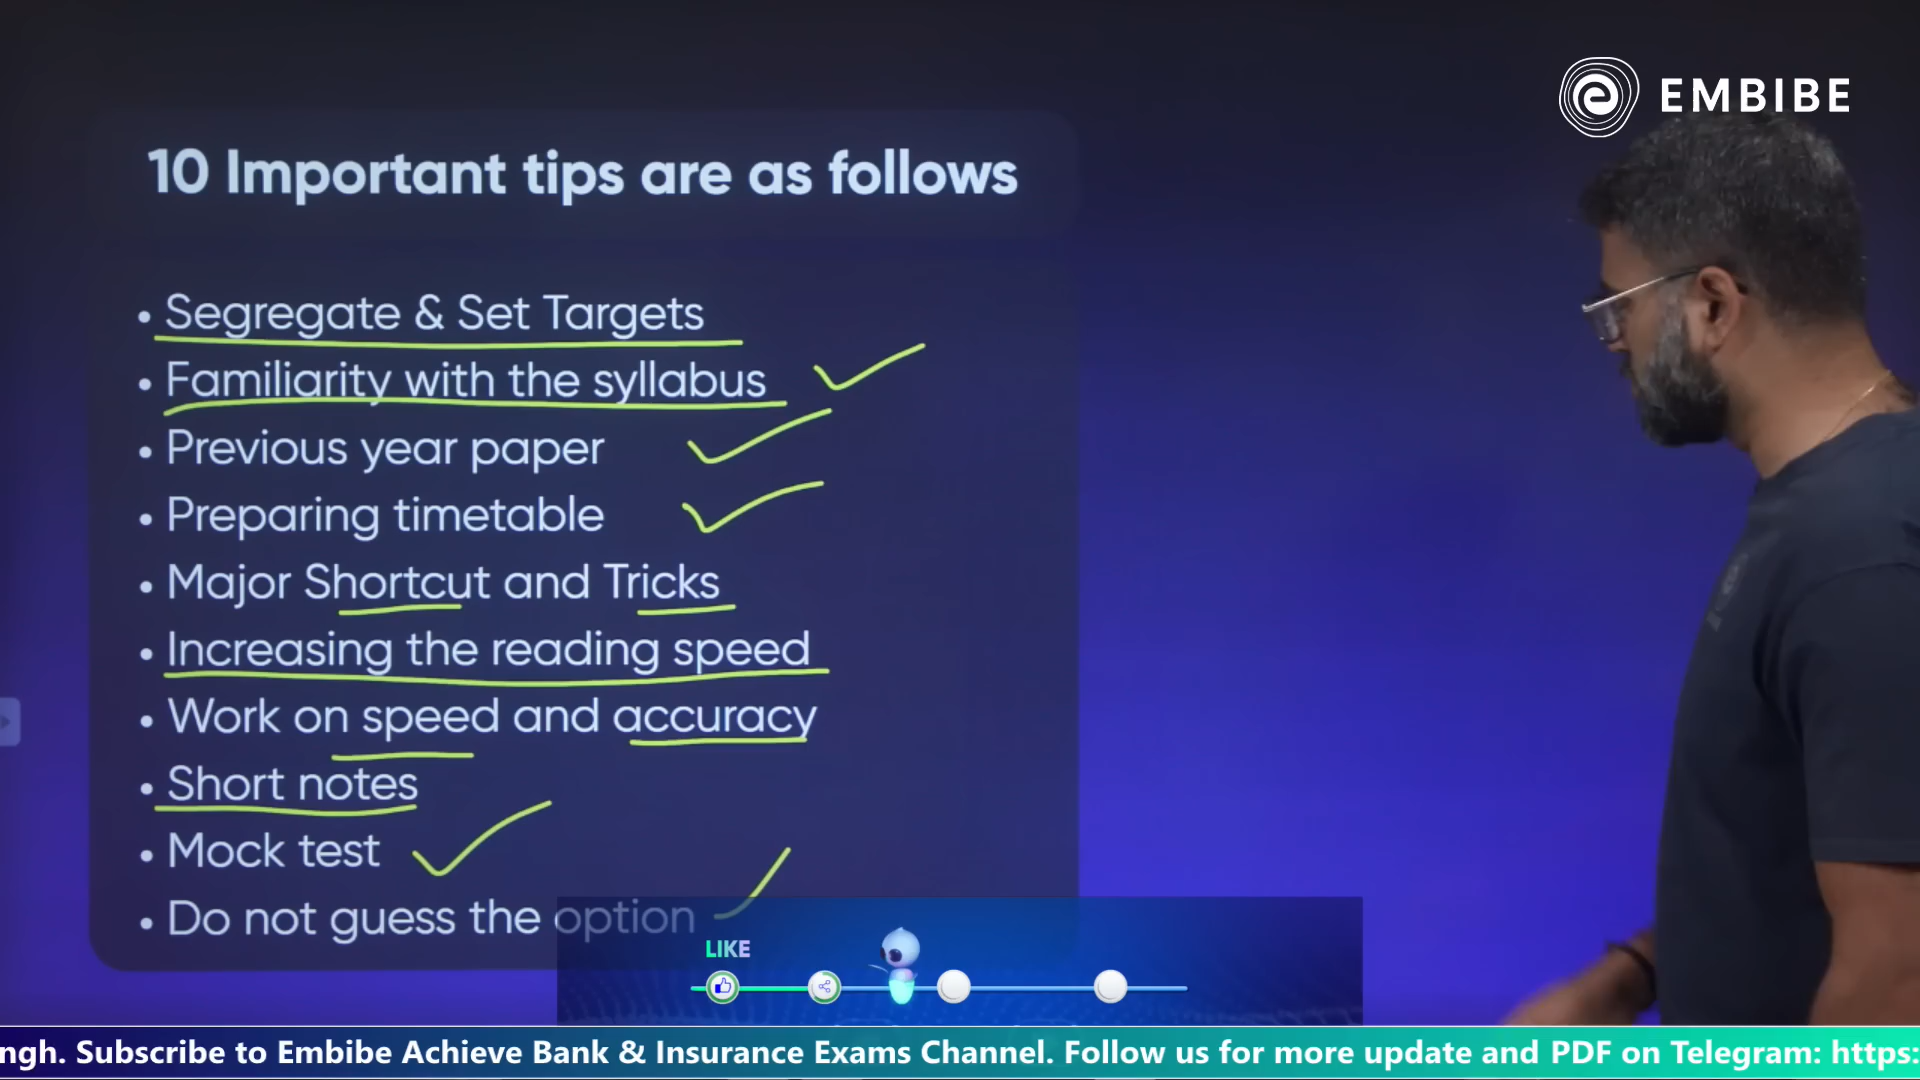 EMBIBE
10 Important tips are as follows
• Segregate & Set Targets
• Familiarity with the syllabus
• Previous year paper
• Preparing timetable
• Major Shortcut and Tricks
• Increasing the reading speed
• Work on speed and accuracy
• Short notes
• Mock test
• Do not guess the option
LIKE
ngh. Subscribe to Embibe Achieve Bank & Insurance Exams Channel. Follow us for more update and PDF on Telegram: https: